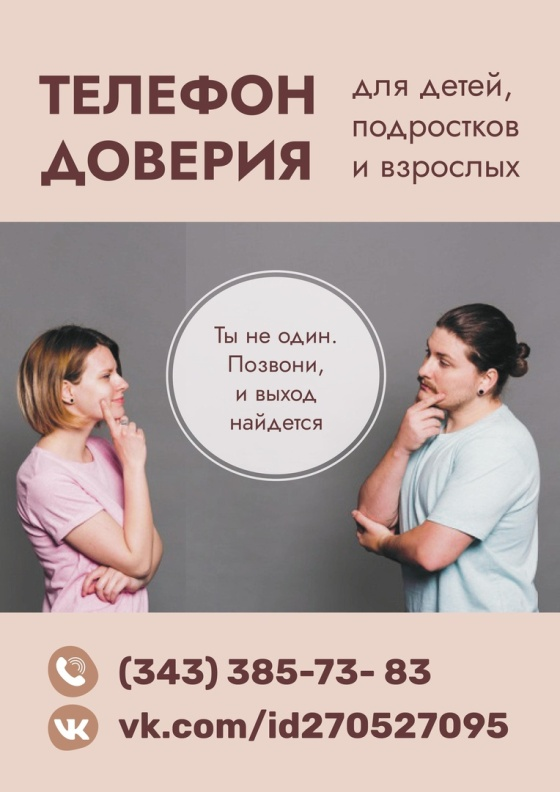 ТЕЛЕФОН
ДОВЕРИЯ
для детей,
подростков
и взрослых
Ты не один.
Позвони,
и выход
найдется
(343) 385-73- 83
vk.com/id270527095